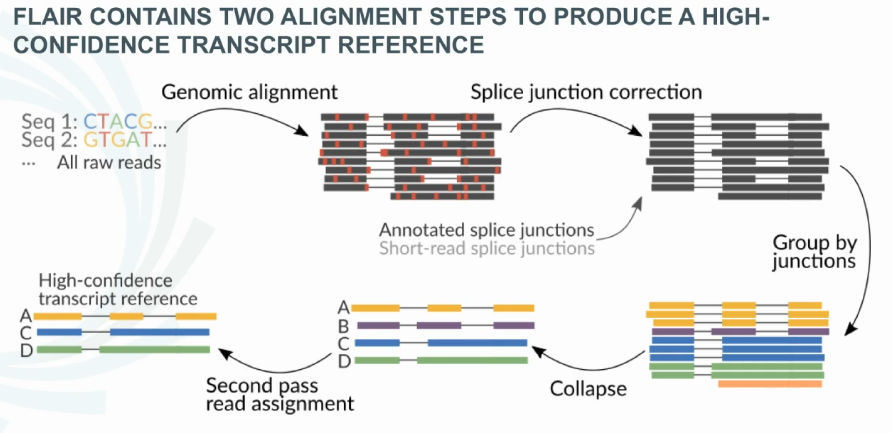 FLAIR CONTAINS TWO ALIGNMENT STEPS TO PRODUCE A HIGH-
CONFIDENCE TRANSCRIPT REFERENCE
Genomic alignment
Splice junction correction
Seq 1: CTACG...
Seq 2: GTGAT...
... All raw reads
Annotated splice junctions
Short-read splice junctions
Group by
junctions
High-confidence
transcript reference
A
C
D
A
B
C
D
Second pass
read assignment
Collapse